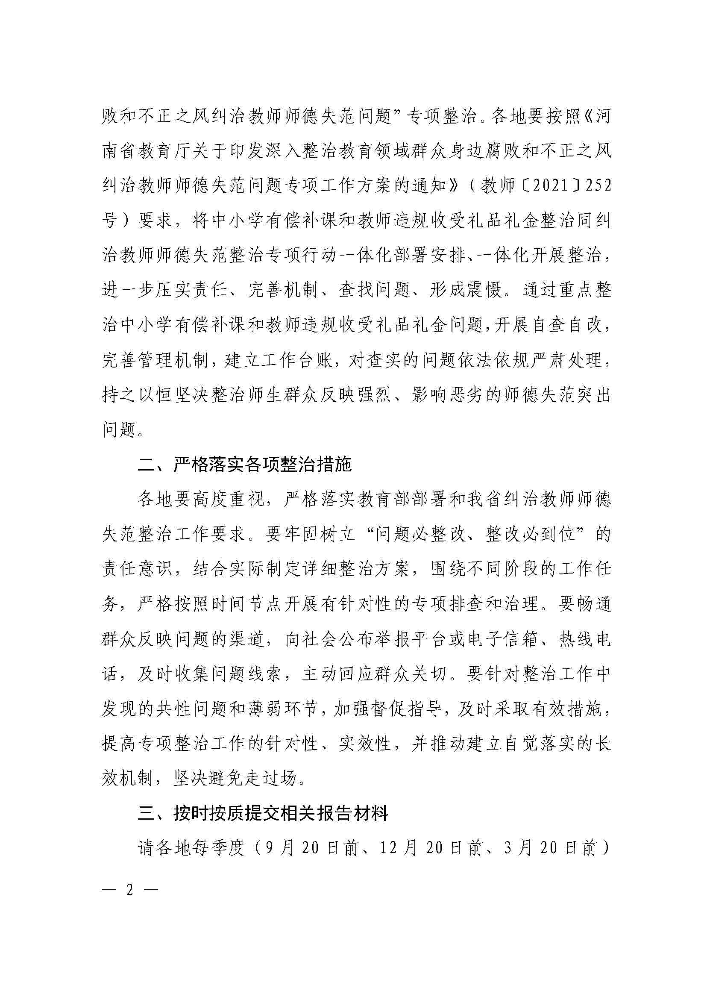 败和不正之风纠治教师师德失范问题”专项整治。各地要按照《河
南省教育厅关于印发深入整治教育领域群众身边腐败和不正之风
纠治教师师德失范问题专项工作方案的通知》（教师〔2021〕252
号）要求，将中小学有偿补课和教师违规收受礼品礼金整治同纠
治教师师德失范整治专项行动一体化部署安排、一体化开展整治，
进一步压实责任、完善机制、查找问题、形成震慑。通过重点整
治中小学有偿补课和教师违规收受礼品礼金问题，开展自查自改，
完善管理机制，建立工作台账，对查实的问题依法依规严肃处理，
持之以恒坚决整治师生群众反映强烈、影响恶劣的师德失范突出
问题。
二、严格落实各项整治措施
各地要高度重视，严格落实教育部部署和我省纠治教师师德
失范整治工作要求。要牢固树立“问题必整改、整改必到位”的
责任意识，结合实际制定详细整治方案，围绕不同阶段的工作任
务，严格按照时间节点开展有针对性的专项排查和治理。要畅通
群众反映问题的渠道，向社会公布举报平台或电子信箱、热线电
话，及时收集问题线索，主动回应群众关切。要针对整治工作中
发现的共性问题和薄弱环节，加强督促指导，及时采取有效措施，
提高专项整治工作的针对性、实效性，并推动建立自觉落实的长
效机制，坚决避免走过场。
三、按时按质提交相关报告材料
请各地每季度（9月20日前、12月20日前、3月20日前）
— 2 —